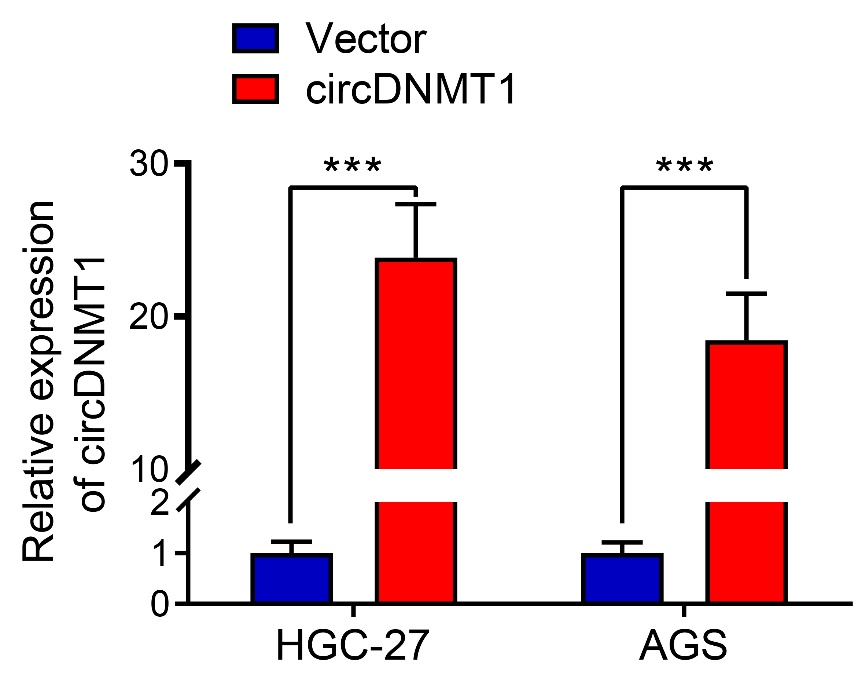 Vector
circDNMT1
Relative expression
of circDNMT1
30
20
10
2
1
0
***
***
HGC-27
AGS